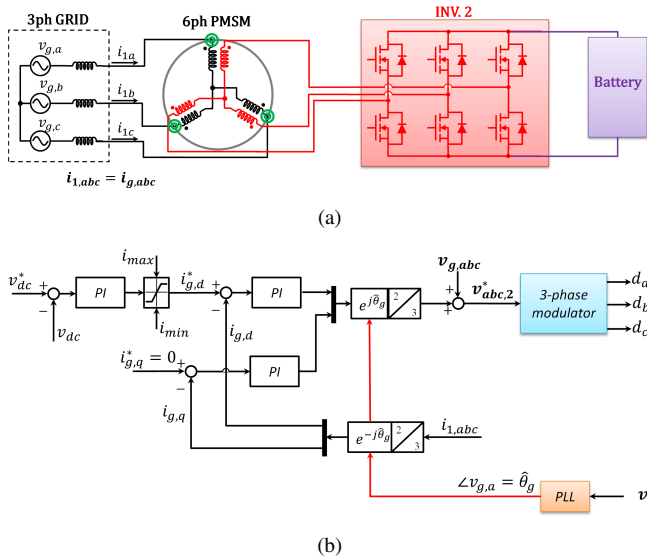 3ph GRID
6ph PMSM
INV. 2
v_{g,a}
i_{1a}
v_{g,b}
i_{1b}
v_{g,c}
i_{1c}
Battery
i_{1,abc} = i_{g,abc}
(a)
i_{max}
v_{g,abc}
v*_{dc}
+
−
PI
i*_{g,d}
+
−
PI
e^{jθ̂_g}
2
3
+
+
v*_{abc,2}
3-phase
modulator
d_a
d_b
d_c
v_{dc}
i_{min}
i_{g,d}
i*_{g,q} = 0
+
−
PI
i_{g,q}
e^{-jθ̂_g}
2
3
i_{1,abc}
∠v_{g,a} = θ̂_g
PLL
v
(b)